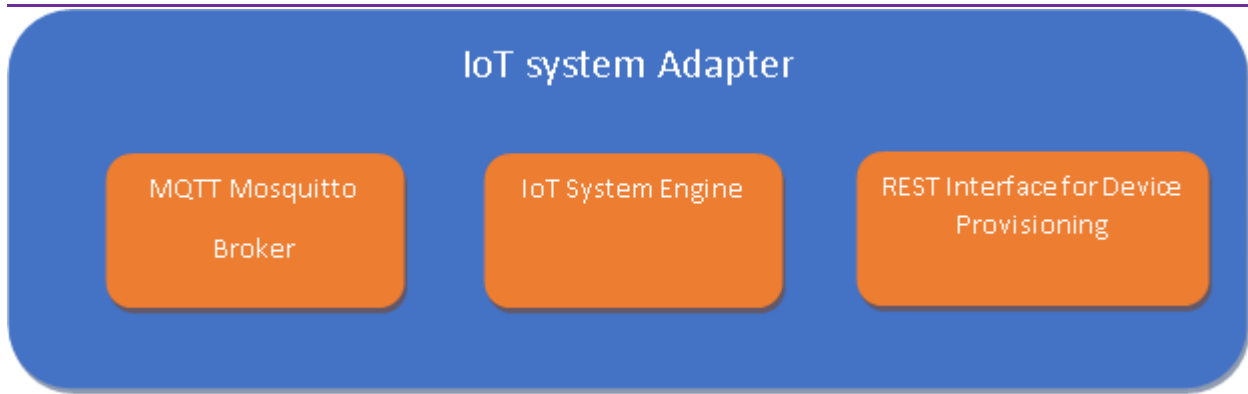 IoT system Adapter
MQTT Mosquitto
Broker
IoT System Engine
REST Interface for Device
Provisioning